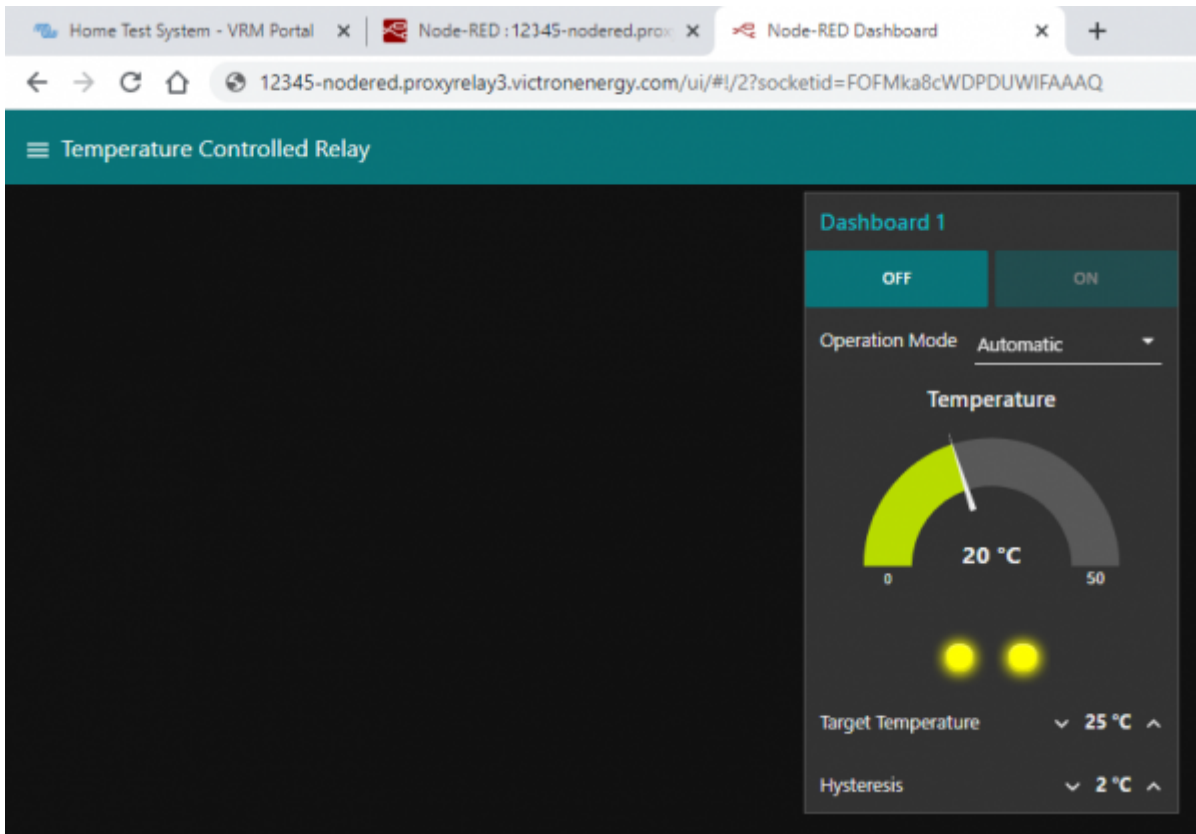 Home Test System - VRM Portal
Node-RED : 12345-nodered.prox
Node-RED Dashboard
12345-nodered.proxyrelay3.victronenergy.com/ui/#!/2?socketid=FOFMka8cWDPDUWIFAAAQ
Temperature Controlled Relay
Dashboard 1
OFF ON
Operation Mode Automatic
Temperature
20 °C
0 50
Target Temperature 25 °C
Hysteresis 2 °C